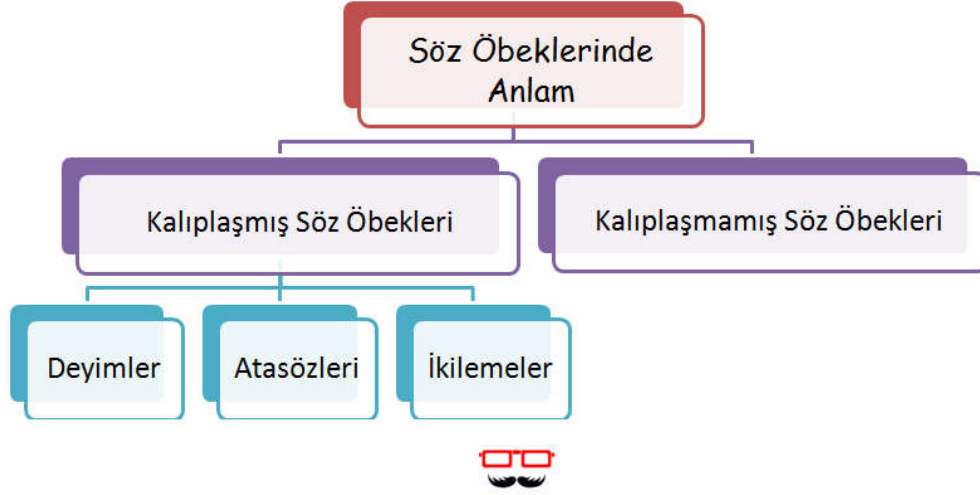 Söz Öbeklerinde
Anlam
Kalıplaşmış Söz Öbekleri
Kalıplaşmamış Söz Öbekleri
Deyimler
Atasözleri
İkilemeler